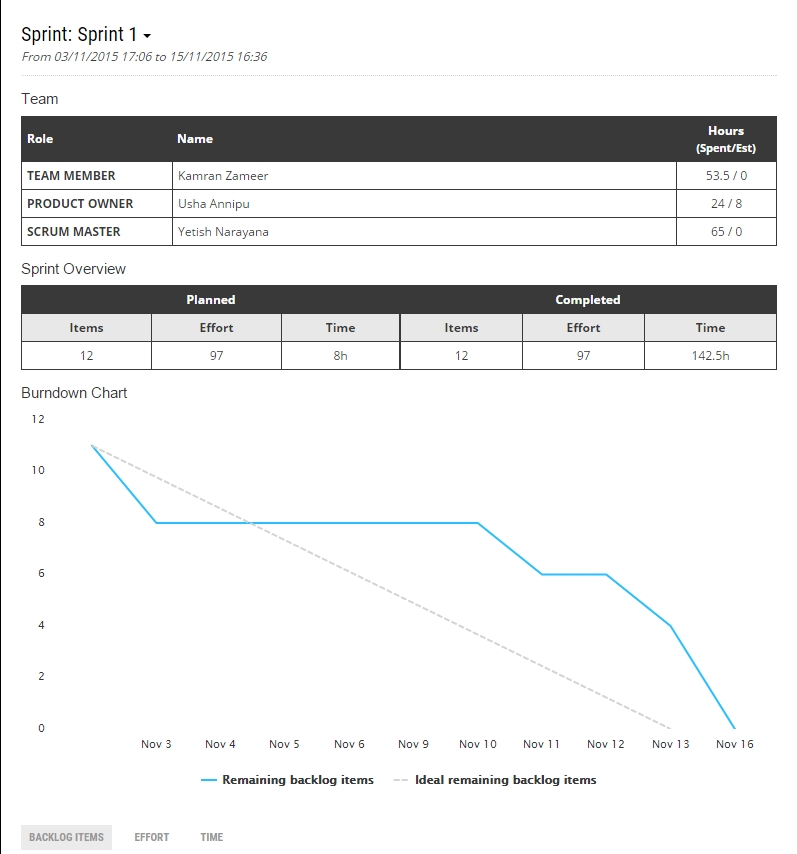 Sprint: Sprint 1
From 03/11/2015 17:06 to 15/11/2015 16:36
Team
Role Name Hours (Spent/Est)
TEAM MEMBER Kamran Zameer 53.5 / 0
PRODUCT OWNER Usha Annipu 24 / 8
SCRUM MASTER Yetish Narayana 65 / 0
Sprint Overview
Planned Completed
Items Effort Time Items Effort Time
12 97 8h 12 97 142.5h
Burndown Chart
12
10
8
6
4
2
0
Nov 3 Nov 4 Nov 5 Nov 6 Nov 9 Nov 10 Nov 11 Nov 12 Nov 13 Nov 16
Remaining backlog items Ideal remaining backlog items
BACKLOG ITEMS EFFORT TIME